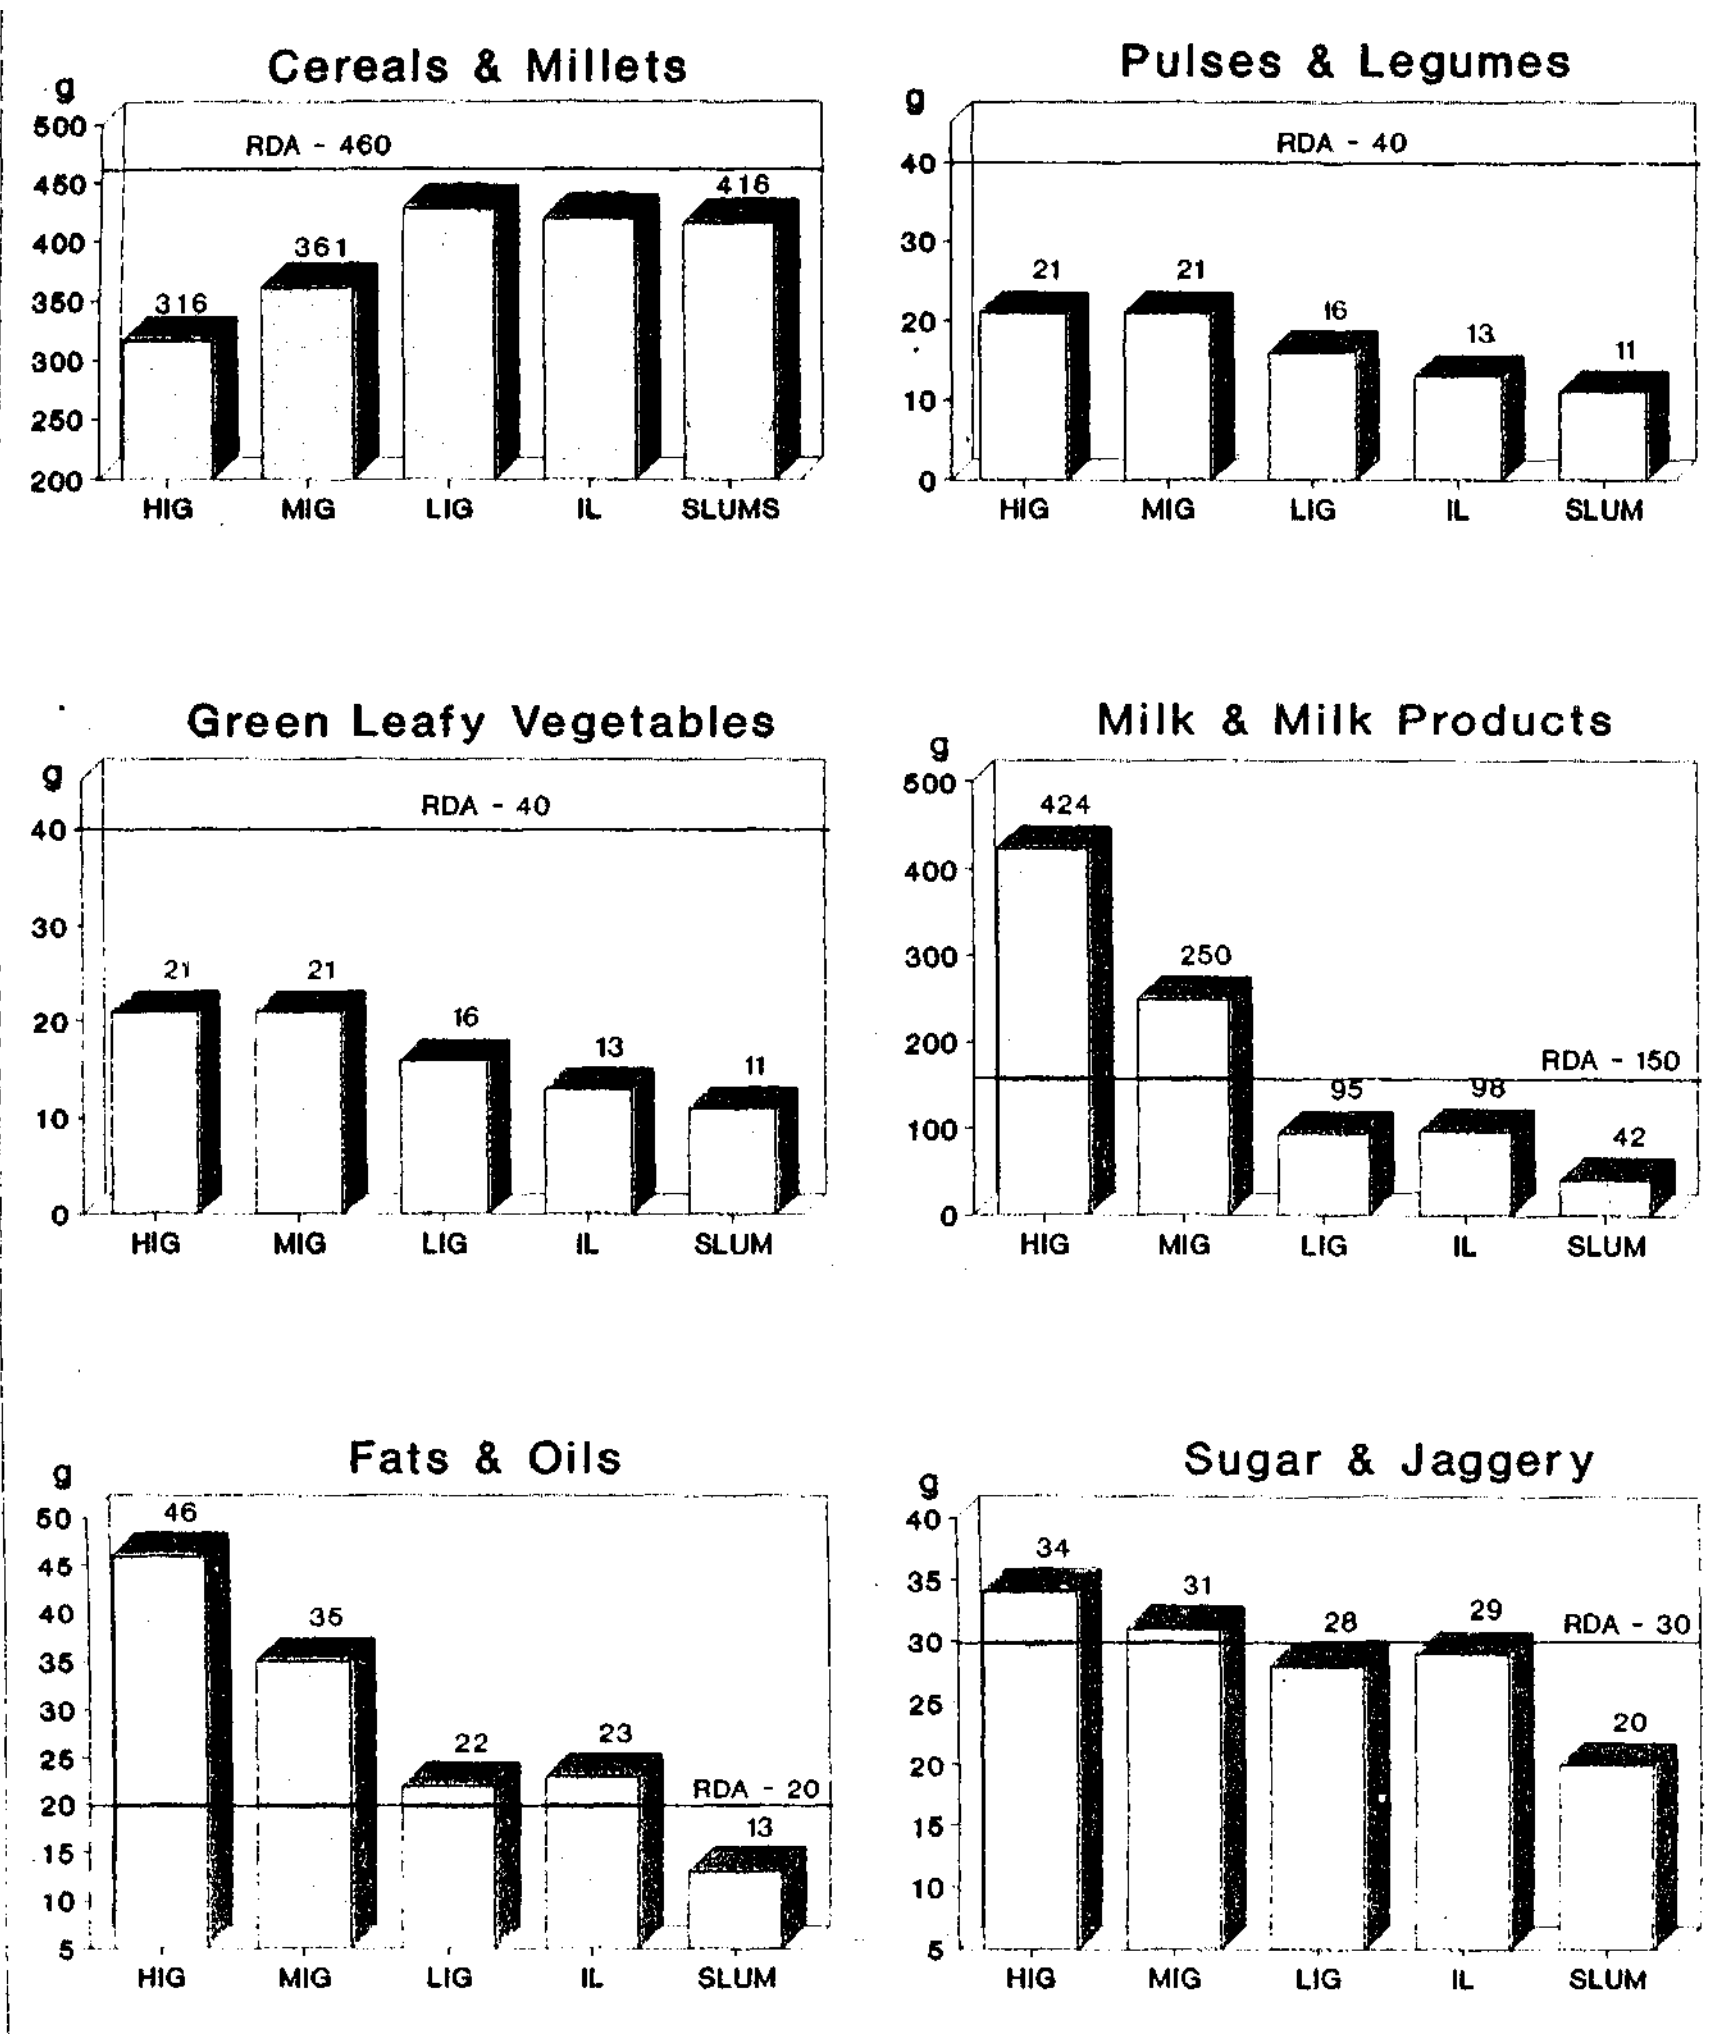 Cereals & Millets
g
500
450
400
350
300
250
200
RDA - 460
316
361
416
HIG MIG LIG IL SLUMS
Pulses & Legumes
g
40
30
20
10
0
RDA - 40
21
21
16
13
11
HIG MIG LIG IL SLUM
Green Leafy Vegetables
g
40
30
20
10
0
RDA - 40
21
21
16
13
11
HIG MIG LIG IL SLUM
Milk & Milk Products
g
500
400
300
200
100
0
424
250
RDA - 150
95
98
42
HIG MIG LIG IL SLUM
Fats & Oils
g
50
45
40
35
30
25
20
15
10
5
46
35
22
23
RDA - 20
13
HIG MIG LIG IL SLUM
Sugar & Jaggery
g
40
35
30
25
20
15
10
5
34
31
28
29
RDA - 30
20
HIG MIG LIG IL SLUM